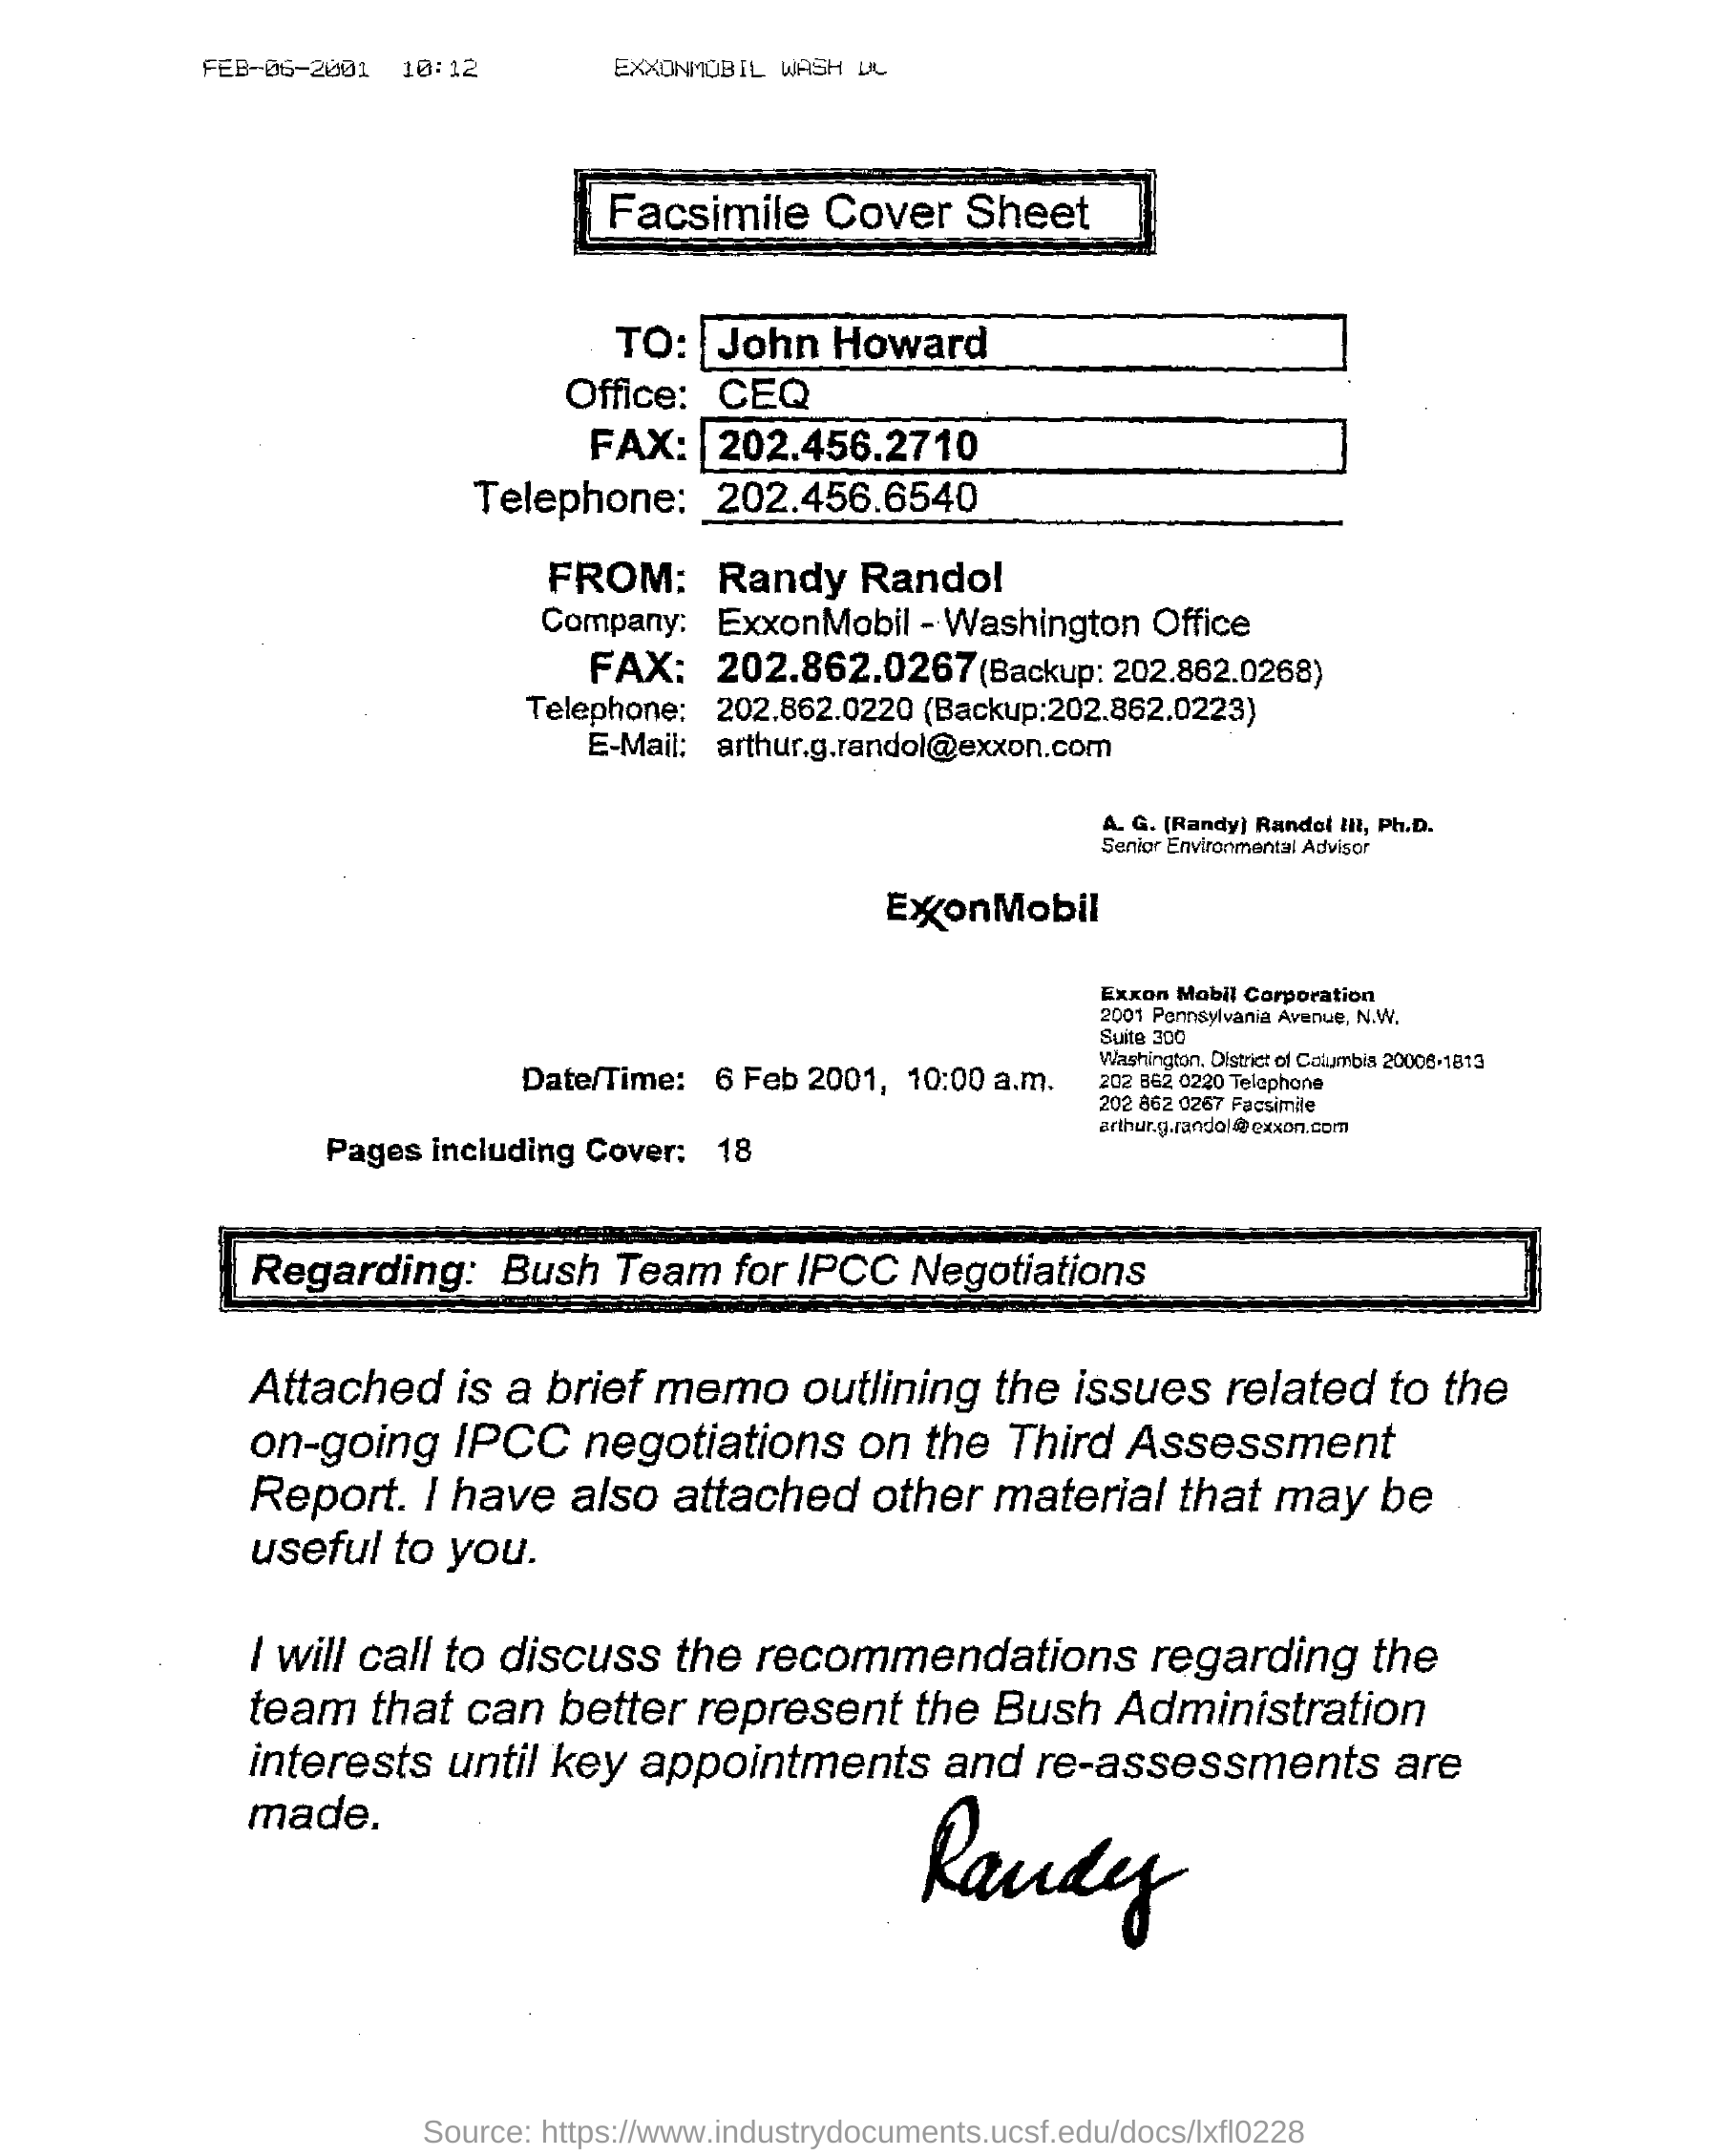 FEB-06-2001 10:12 EXXONMOBIL WASH DC
Facsimile Cover Sheet
TO: John Howard
Office: CEQ
FAX: 202.456.2710
Telephone: 202.456.6540
FROM: Randy Randol
Company: ExxonMobil - Washington Office
FAX: 202.862.0267 (Backup: 202.862.0268)
Telephone: 202.862.0220 (Backup:202.862.0223)
E-Mail: arthur.g.randol@exxon.com
A. G. (Randy) Randol III, Ph.D.
Senior Environmental Advisor
ExxonMobil
Exxon Mobil Corporation
2001 Pennsylvania Avenue, N.W.
Suite 300
Washington, District of Columbia 20006-1813
202 862 0220 Telephone
202 862 0267 Facsimile
arthur.g.randol@exxon.com
Date/Time: 6 Feb 2001, 10:00 a.m.
Pages including Cover: 18
Regarding: Bush Team for IPCC Negotiations
Attached is a brief memo outlining the issues related to the
on-going IPCC negotiations on the Third Assessment
Report. I have also attached other material that may be
useful to you.
I will call to discuss the recommendations regarding the
team that can better represent the Bush Administration
interests until key appointments and re-assessments are
made.
Randy
Source: https://www.industrydocuments.ucsf.edu/docs/lxfl0228